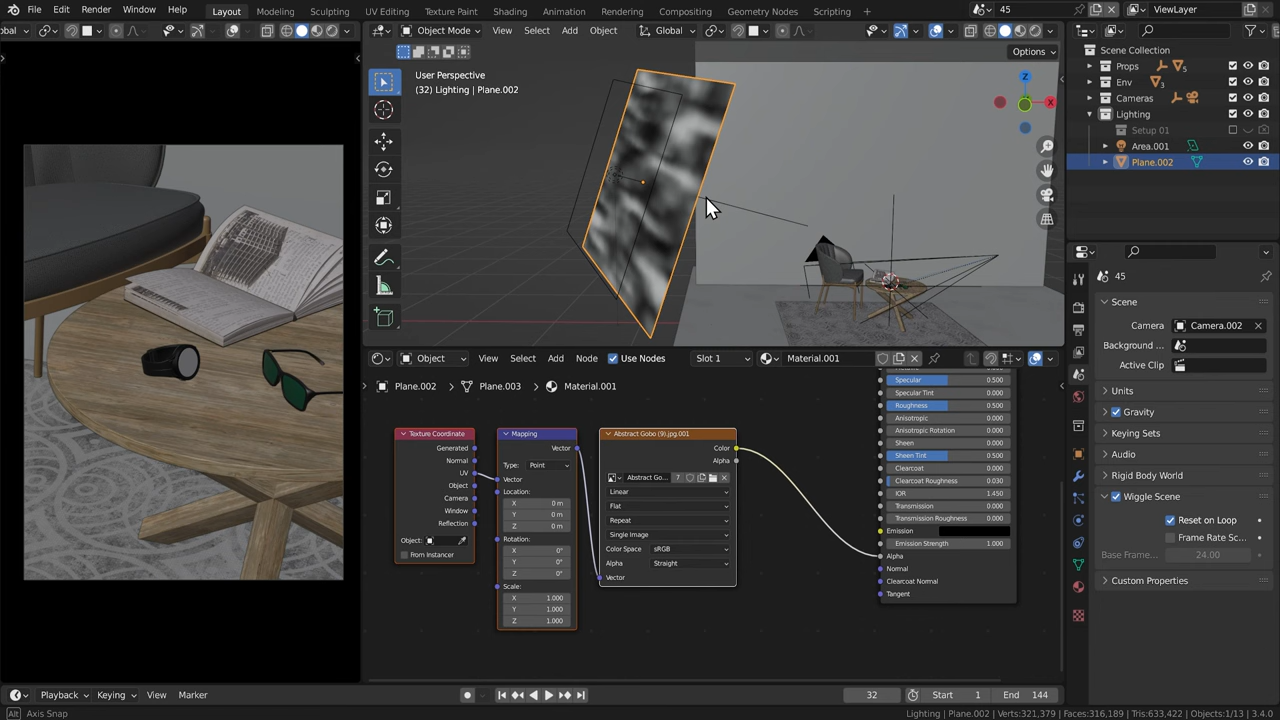 File Edit Render Window Help
Layout Modeling Sculpting UV Editing Texture Paint Shading Animation Rendering Compositing Geometry Nodes Scripting +
45 ViewLayer
obal
Object Mode View Select Add Object Global
Options
User Perspective
(32) Lighting | Plane.002
Z
X
Scene Collection
Props 5
Env 3
Cameras
Lighting
Setup 01
Area.001
Plane.002
45
Scene
Camera Camera.002
Background ...
Active Clip
Units
Gravity
Keying Sets
Audio
Rigid Body World
Wiggle Scene
Reset on Loop
Frame Rate Sc...
Base Frame... 24.00
Custom Properties
Object View Select Add Node Use Nodes Slot 1 Material.001
Plane.002 Plane.003 Material.001
Texture Coordinate
Generated
Normal
UV
Object
Camera
Window
Reflection
Object:
From Instancer
Mapping
Vector
Type: Point
Vector
Location:
X 0 m
Y 0 m
Z 0 m
Rotation:
X 0°
Y 0°
Z 0°
Scale:
X 1.000
Y 1.000
Z 1.000
Abstract Gobo (9).jpg.001
Color
Alpha
Abstract Go... 7
Linear
Flat
Repeat
Single Image
Color Space sRGB
Alpha Straight
Vector
Specular 0.500
Specular Tint 0.000
Roughness 0.500
Anisotropic 0.000
Anisotropic Rotation 0.000
Sheen 0.000
Sheen Tint 0.500
Clearcoat 0.000
Clearcoat Roughness 0.030
IOR 1.450
Transmission 0.000
Transmission Roughness 0.000
Emission
Emission Strength 1.000
Alpha
Normal
Clearcoat Normal
Tangent
Playback Keying View Marker 32 Start 1 End 144
Alt Axis Snap Lighting | Plane.002 | Verts:321,379 | Faces:316,189 | Tris:633,422 | Objects:1/13 | 3.4.0